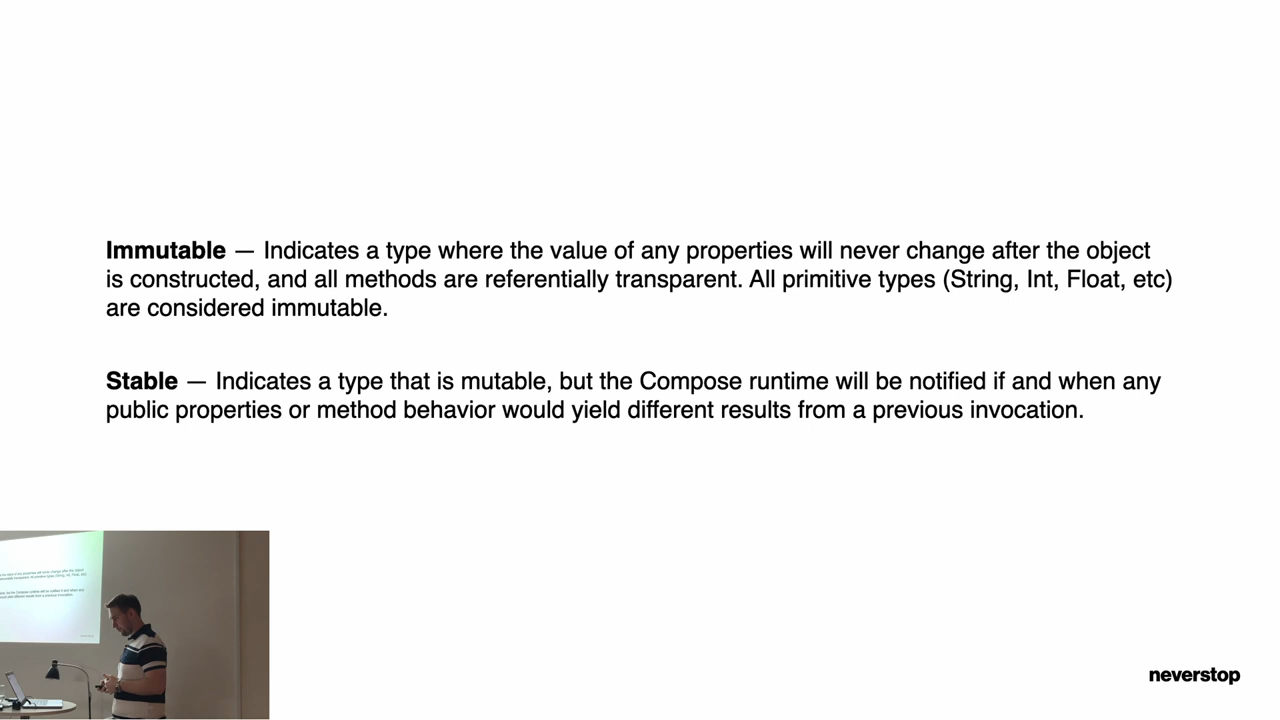 Immutable — Indicates a type where the value of any properties will never change after the object
is constructed, and all methods are referentially transparent. All primitive types (String, Int, Float, etc)
are considered immutable.
Stable — Indicates a type that is mutable, but the Compose runtime will be notified if and when any
public properties or method behavior would yield different results from a previous invocation.
neverstop